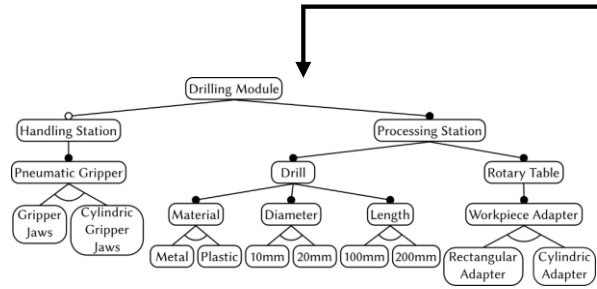 Drilling Module
Handling Station
Processing Station
Pneumatic Gripper
Drill
Rotary Table
Gripper
Jaws
Cylindric
Gripper
Jaws
Material
Diameter
Length
Workpiece Adapter
Metal
Plastic
10mm
20mm
100mm
200mm
Rectangular
Adapter
Cylindric
Adapter